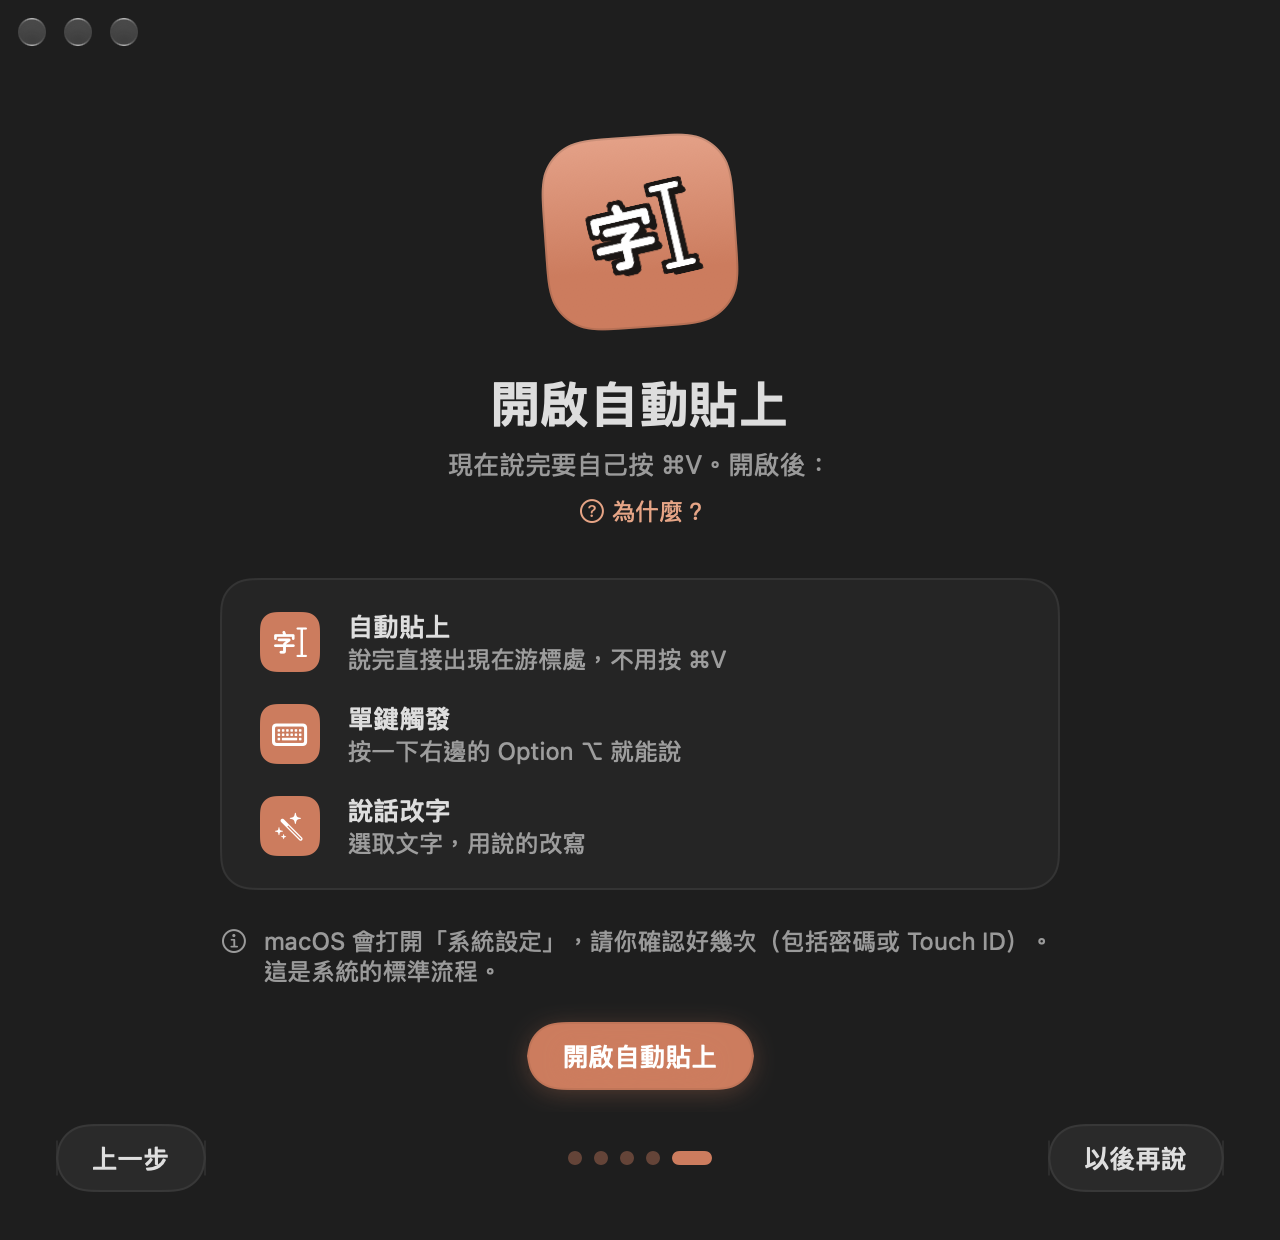 字
開啟自動貼上
現在說完要自己按 ⌘V。開啟後：
? 為什麼？
字
自動貼上
說完直接出現在游標處，不用按 ⌘V
單鍵觸發
按一下右邊的 Option ⌥ 就能說
說話改字
選取文字，用說的改寫
macOS 會打開「系統設定」，請你確認好幾次（包括密碼或 Touch ID）。
這是系統的標準流程。
開啟自動貼上
上一步
以後再說